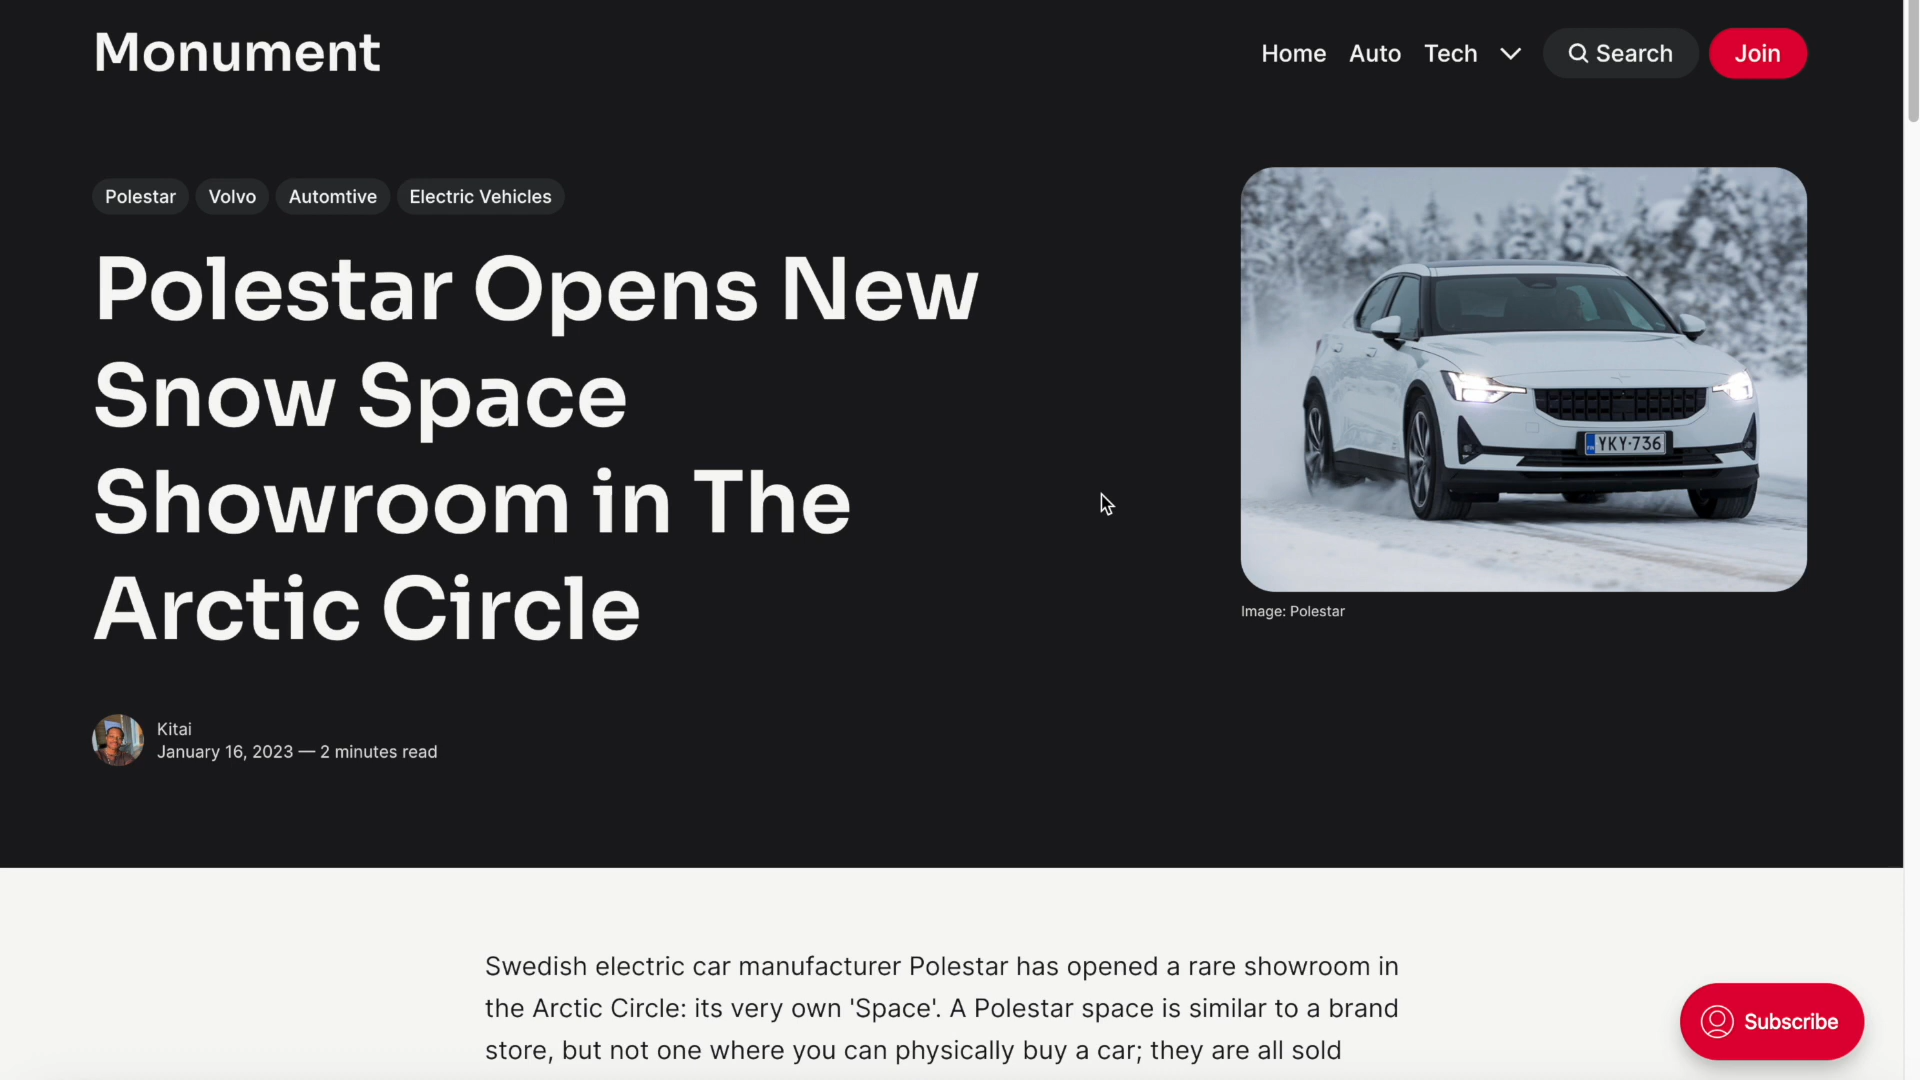 Monument
Home Auto Tech Search Join
Polestar Volvo Automtive Electric Vehicles
Polestar Opens New
Snow Space
Showroom in The
Arctic Circle
YKY-736
Image: Polestar
Kitai
January 16, 2023 — 2 minutes read
Swedish electric car manufacturer Polestar has opened a rare showroom in
the Arctic Circle: its very own 'Space'. A Polestar space is similar to a brand
store, but not one where you can physically buy a car; they are all sold
Subscribe